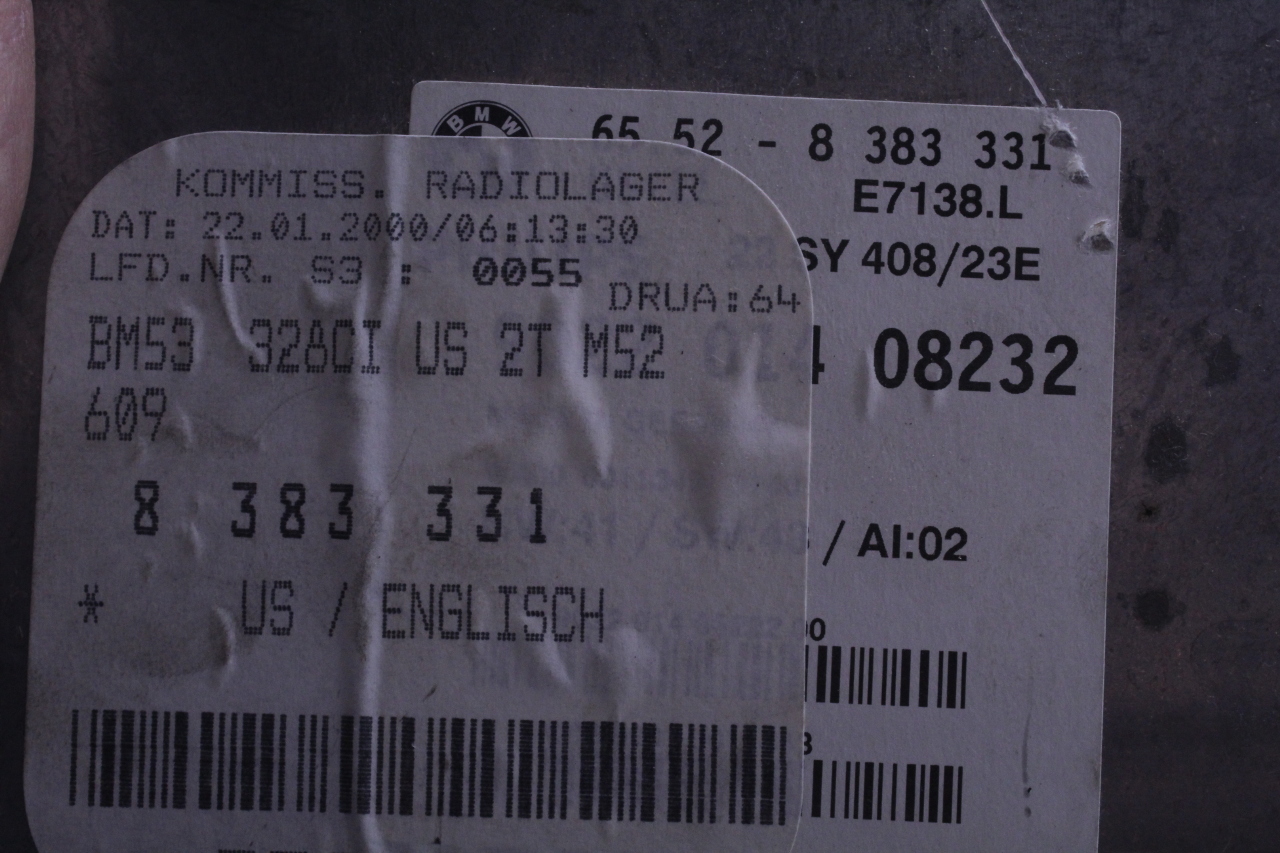 BMW
65 52 - 8 383 331
E7138.L
SY 408/23E
4 08232
/ AI:02
KOMMISS. RADIOLAGER
DAT: 22.01.2000/06:13:30
LFD.NR. S3 : 0055
DRUA:64
BM53 328CI US 2T M52
609
8 383 331
* US / ENGLISCH